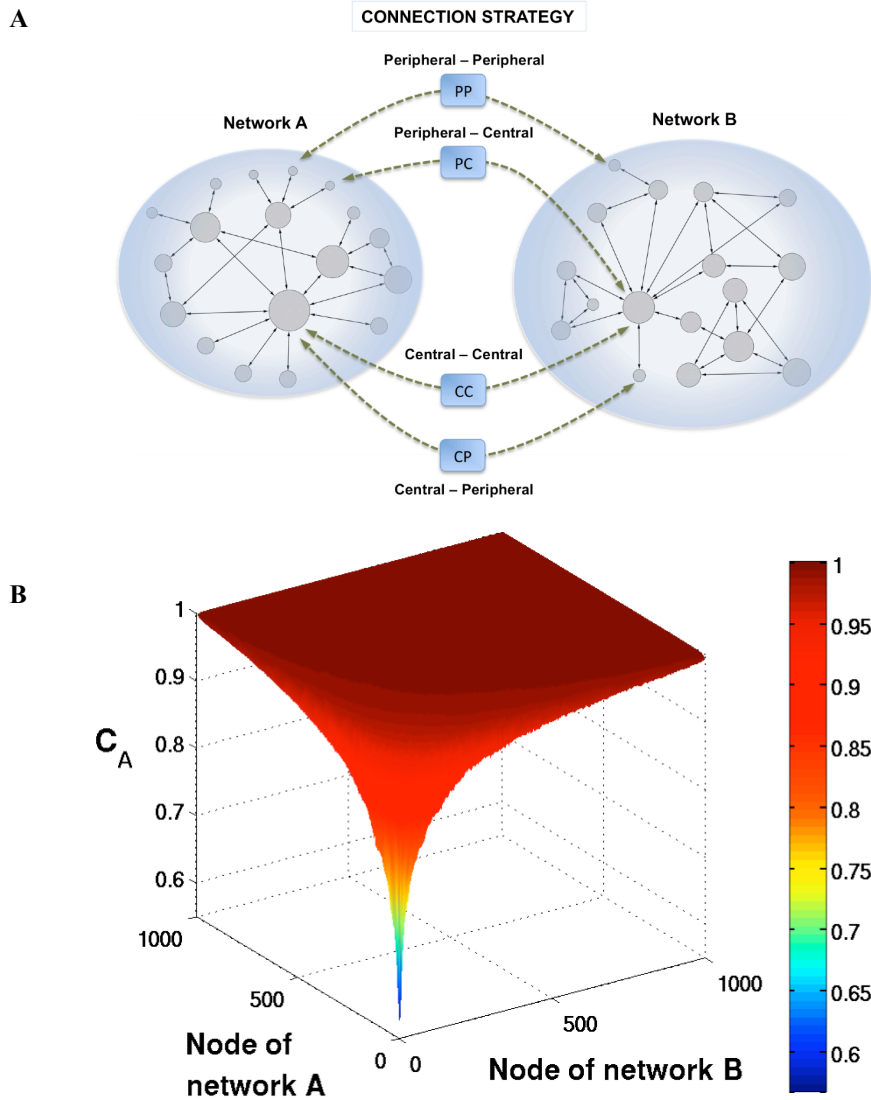 A
CONNECTION STRATEGY
Peripheral – Peripheral
PP
Network A
Network B
Peripheral – Central
PC
Central – Central
CC
CP
Central – Peripheral
B
1
0.9
0.8
0.7
0.6
C_A
1000
500
0
Node of
network A
0
500
1000
Node of network B
1
0.95
0.9
0.85
0.8
0.75
0.7
0.65
0.6